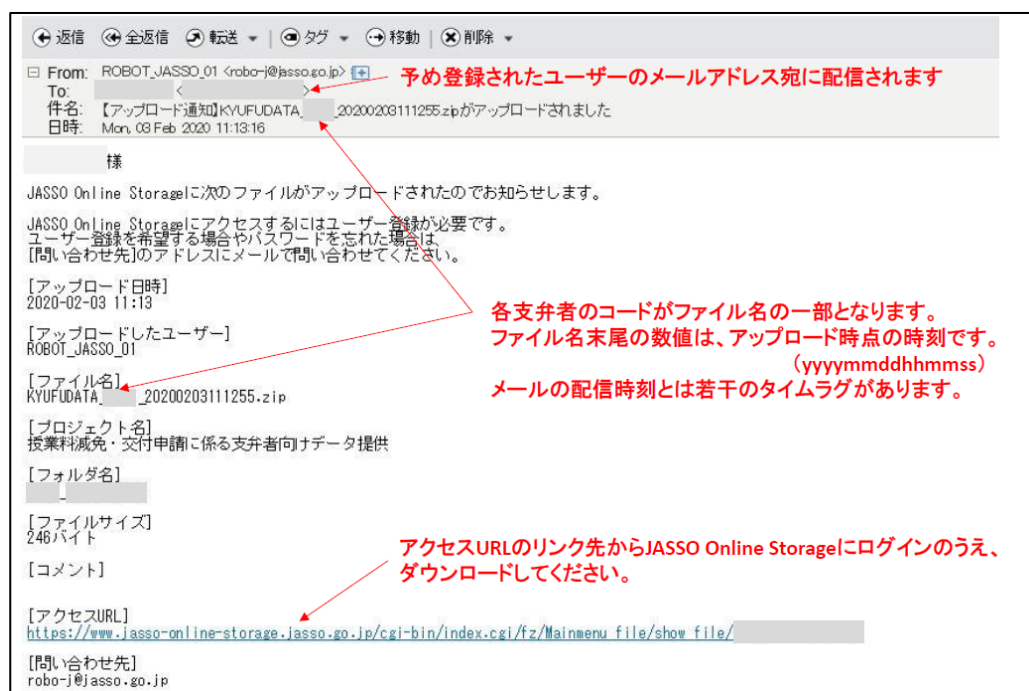 返信 全返信 転送 タグ 移動 削除
From: ROBOT_JASSO_01 <robo-j@jasso.go.jp>
予め登録されたユーザーのメールアドレス宛に配信されます
To: < >
件名: 【アップロード通知】KYUFUDATA_ _20200203111255.zipがアップロードされました
日時: Mon, 03 Feb 2020 11:13:16
様
JASSO Online Storageに次のファイルがアップロードされたのでお知らせします。
JASSO Online Storageにアクセスするにはユーザー登録が必要です。
ユーザー登録を希望する場合やパスワードを忘れた場合は、
[問い合わせ先]のアドレスにメールで問い合わせてください。
[アップロード日時]
2020-02-03 11:13
各支弁者のコードがファイル名の一部となります。
ファイル名末尾の数値は、アップロード時点の時刻です。
(yyyymmddhhmmss)
メールの配信時刻とは若干のタイムラグがあります。
[アップロードしたユーザー]
ROBOT_JASSO_01
[ファイル名]
KYUFUDATA_ _20200203111255.zip
[プロジェクト名]
授業料減免・交付申請に係る支弁者向けデータ提供
[フォルダ名]
_
[ファイルサイズ]
246バイト
アクセスURLのリンク先からJASSO Online Storageにログインのうえ、
ダウンロードしてください。
[コメント]
[アクセスURL]
https://www.jasso-online-storage.jasso.go.jp/cgi-bin/index.cgi/fz/Mainmenu_file/show_file/
[問い合わせ先]
robo-j@jasso.go.jp